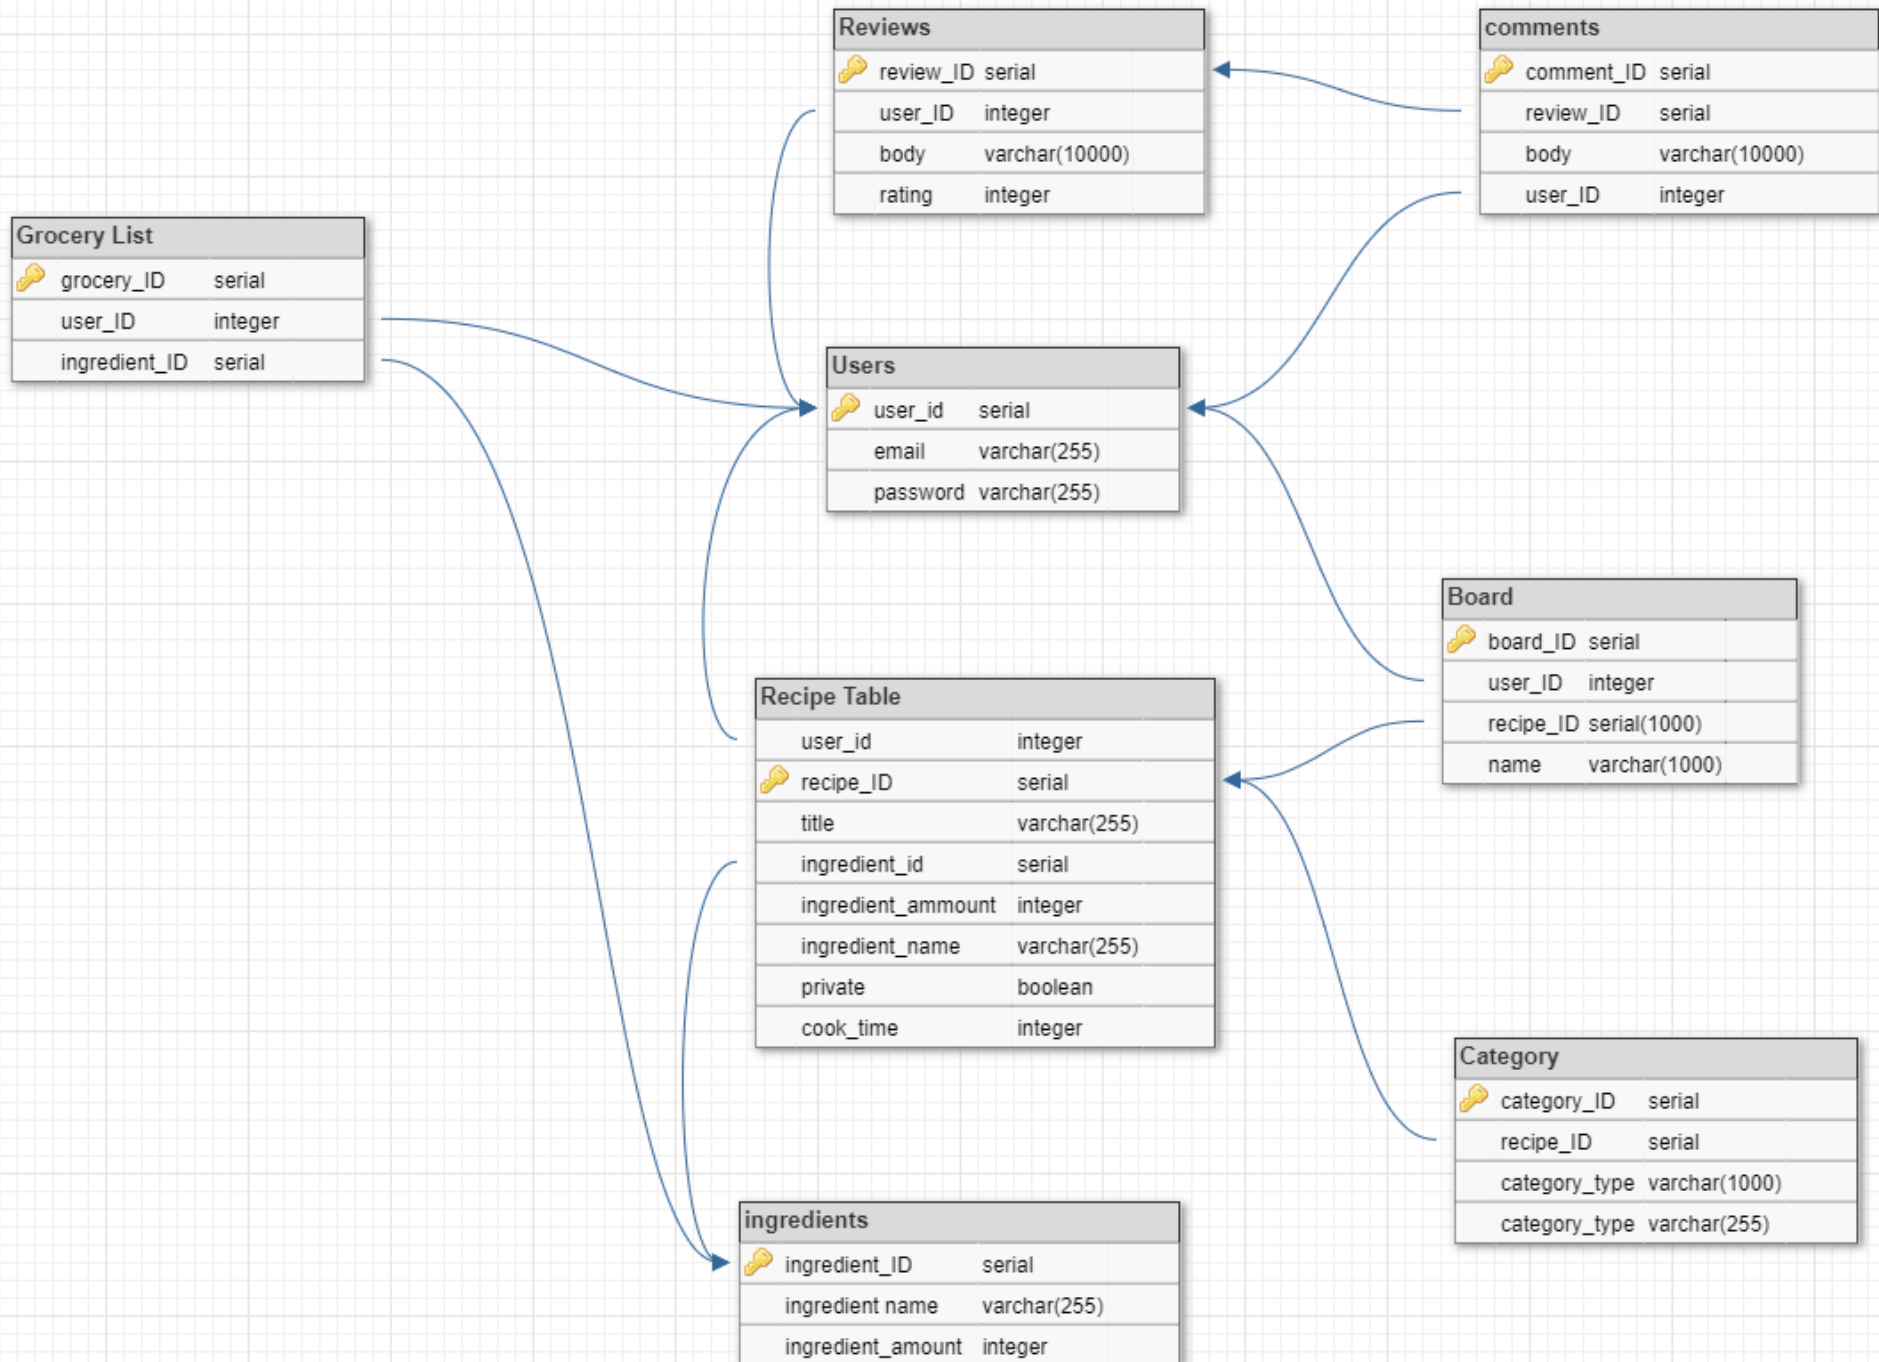 Reviews
review_ID serial
user_ID integer
body varchar(10000)
rating integer
comments
comment_ID serial
review_ID serial
body varchar(10000)
user_ID integer
Grocery List
grocery_ID serial
user_ID integer
ingredient_ID serial
Users
user_id serial
email varchar(255)
password varchar(255)
Board
board_ID serial
user_ID integer
recipe_ID serial(1000)
name varchar(1000)
Recipe Table
user_id integer
recipe_ID serial
title varchar(255)
ingredient_id serial
ingredient_ammount integer
ingredient_name varchar(255)
private boolean
cook_time integer
Category
category_ID serial
recipe_ID serial
category_type varchar(1000)
category_type varchar(255)
ingredients
ingredient_ID serial
ingredient name varchar(255)
ingredient_amount integer